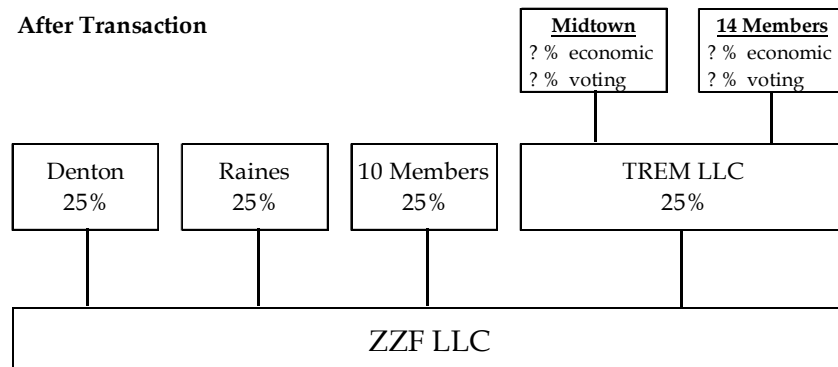 After Transaction
Midtown
? % economic
? % voting
14 Members
? % economic
? % voting
Denton
25%
Raines
25%
10 Members
25%
TREM LLC
25%
ZZF LLC